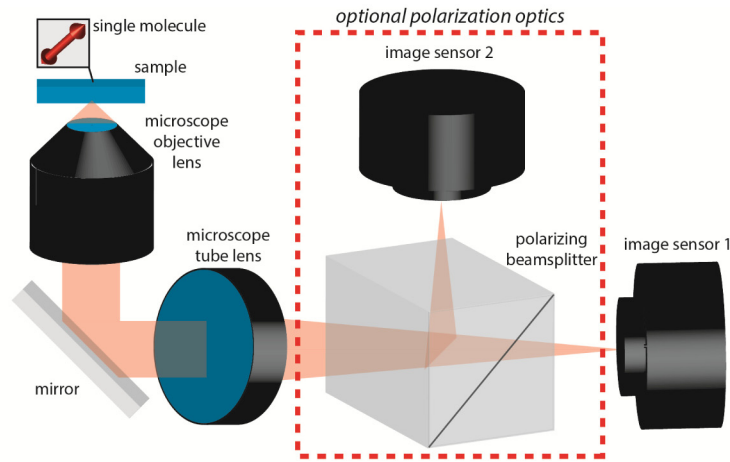 optional polarization optics
single molecule
sample
image sensor 2
microscope
objective
lens
microscope
tube lens
polarizing
beamsplitter
image sensor 1
mirror